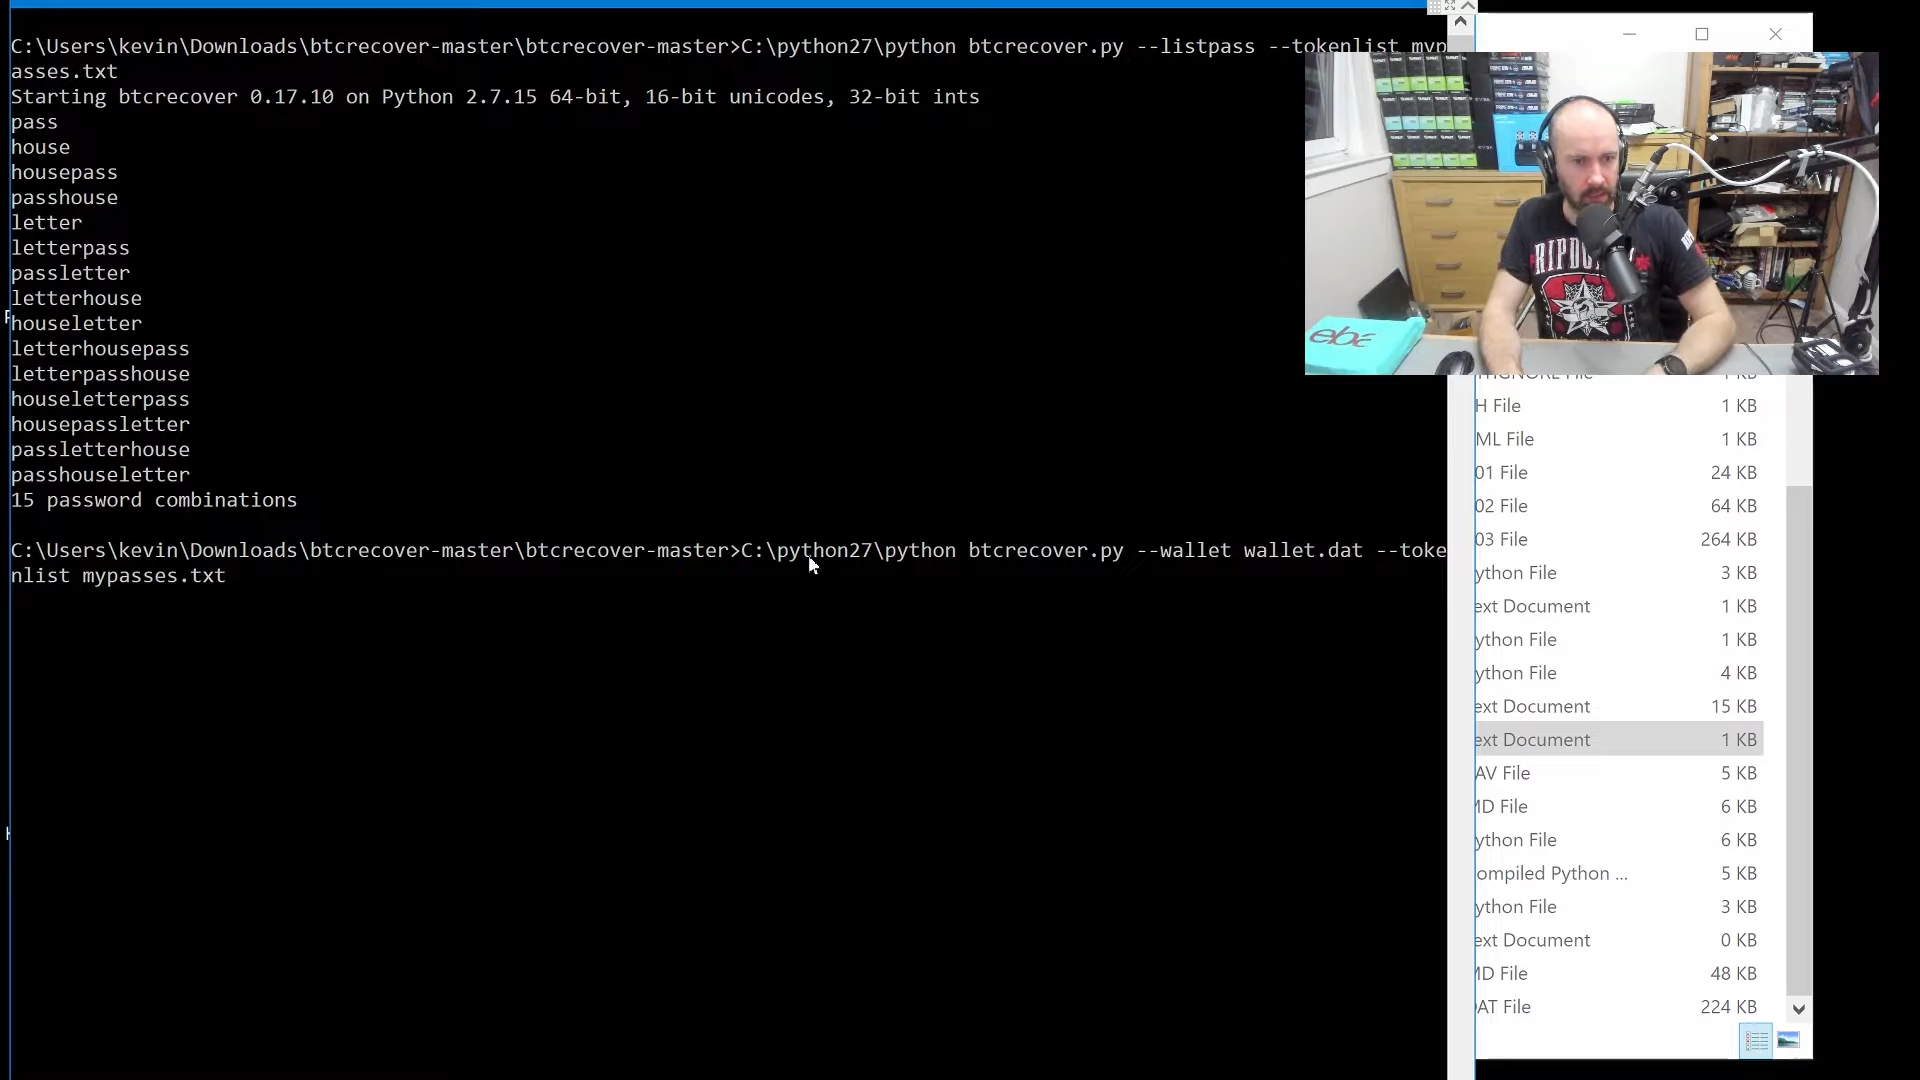 C:\Users\kevin\Downloads\btcrecover-master\btcrecover-master>C:\python27\python btcrecover.py --listpass --tokenlist myp
asses.txt
Starting btcrecover 0.17.10 on Python 2.7.15 64-bit, 16-bit unicodes, 32-bit ints
pass
house
housepass
passhouse
letter
letterpass
passletter
letterhouse
houseletter
letterhousepass
letterpasshouse
houseletterpass
housepassletter
passletterhouse
passhouseletter
15 password combinations
C:\Users\kevin\Downloads\btcrecover-master\btcrecover-master>C:\python27\python btcrecover.py --wallet wallet.dat --toke
nlist mypasses.txt
RIPDO
ebay
H File 1 KB
ML File 1 KB
01 File 24 KB
02 File 64 KB
03 File 264 KB
ython File 3 KB
ext Document 1 KB
ython File 1 KB
ython File 4 KB
ext Document 15 KB
ext Document 1 KB
AV File 5 KB
MD File 6 KB
ython File 6 KB
ompiled Python ... 5 KB
ython File 3 KB
ext Document 0 KB
MD File 48 KB
AT File 224 KB